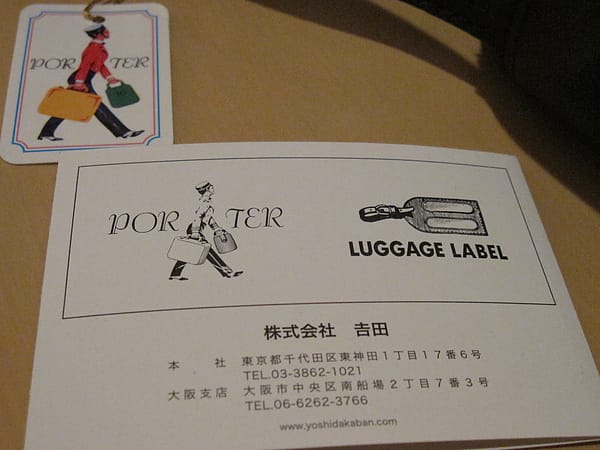 POR TER
POR TER
LUGGAGE LABEL
株式会社 𠮷田
本 社 東京都千代田区東神田1丁目17番6号
TEL.03-3862-1021
大阪支店 大阪市中央区南船場2丁目7番3号
TEL.06-6262-3766
www.yoshidakaban.com